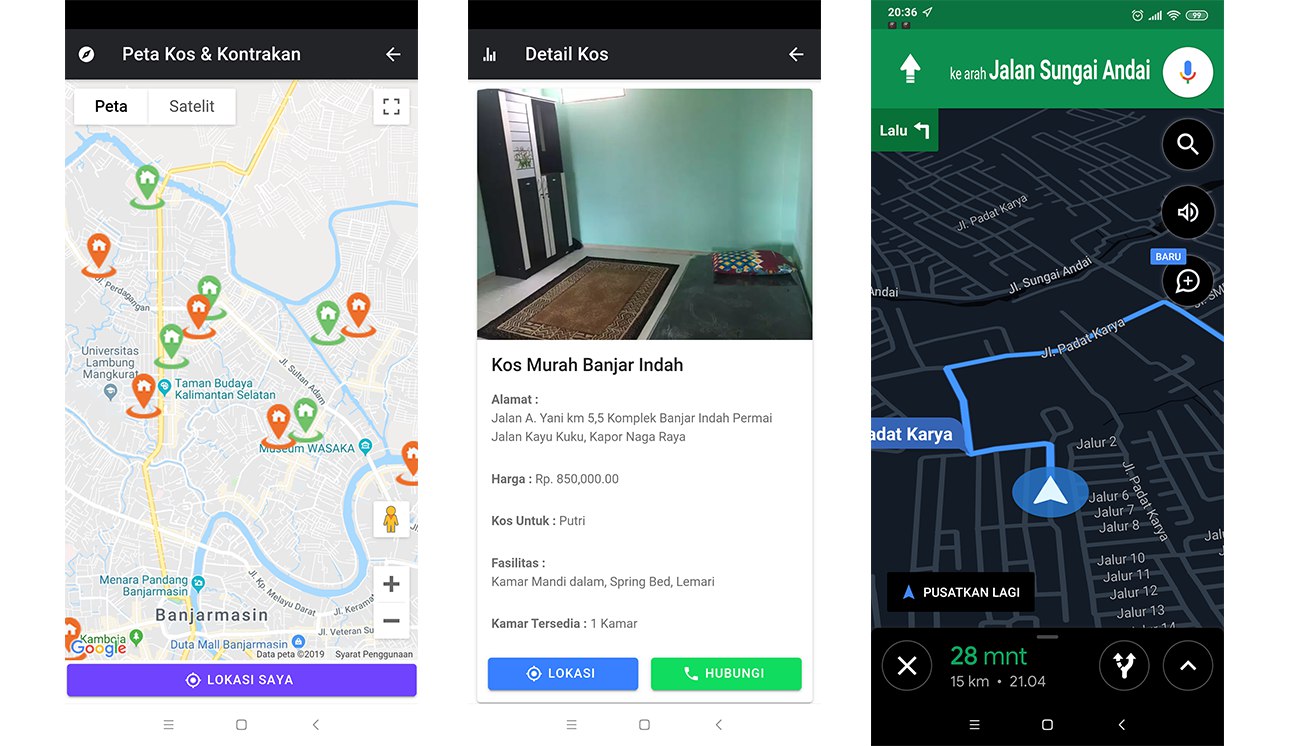 Peta Kos & Kontrakan
Peta
Satelit
Jl. Perdagangan
Universitas
Lambung
Mangkurat
Taman Budaya
Kalimantan Selatan
Jl. Sultan Adam
Museum WASAKA
Menara Pandang
Banjarmasin
Jl. Kp. Melayu Darat
Banjarmasin
Jl. Keramat
Jl. Veteran
Kamboja
Google
Duta Mall Banjarmasin
Data peta ©2019
Syarat Penggunaan
LOKASI SAYA
Detail Kos
Kos Murah Banjar Indah
Alamat :
Jalan A. Yani km 5,5 Komplek Banjar Indah Permai
Jalan Kayu Kuku, Kapor Naga Raya
Harga : Rp. 850,000.00
Kos Untuk : Putri
Fasilitas :
Kamar Mandi dalam, Spring Bed, Lemari
Kamar Tersedia : 1 Kamar
LOKASI
HUBUNGI
20:36
99
ke arah Jalan Sungai Andai
Lalu
Jl. Padat Karya
BARU
Jl. Sungai Andai
Andai
Jl. SM
Jl. Padat Karya
adat Karya
Jalur 2
Jl. Padat Karya
Jalur 6
Jalur 7
Jalur 8
Jalu
Jalur 10
Jalur 11
Jalur 12
Jalur 13
PUSATKAN LAGI
28 mnt
15 km • 21.04